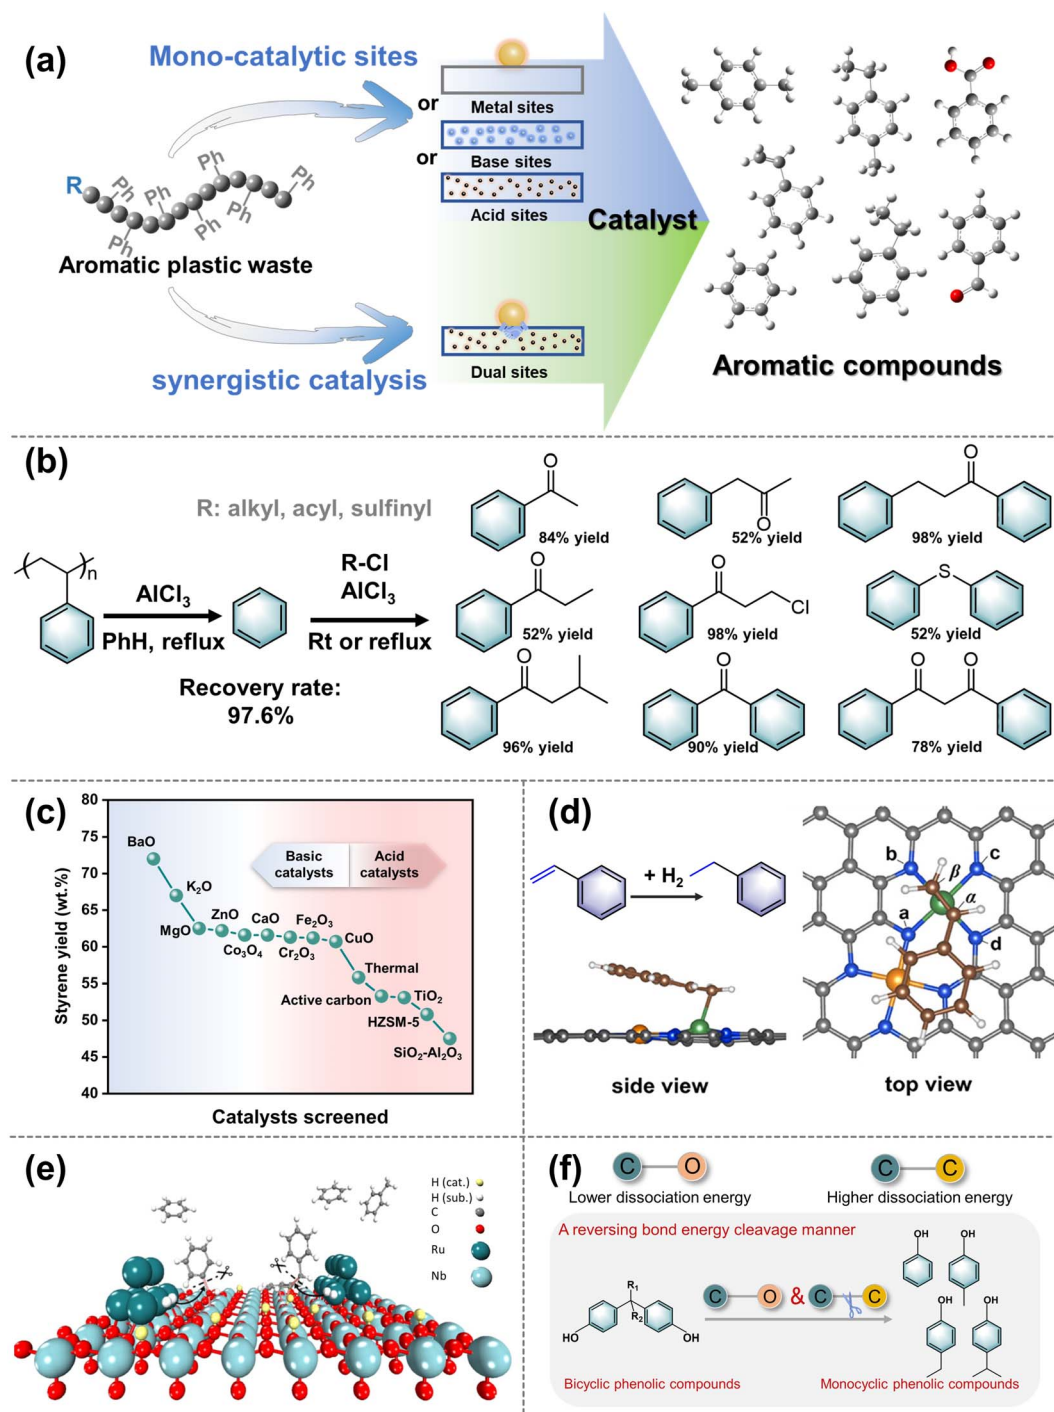 (a)
Mono-catalytic sites
or
Metal sites
or
Base sites
Acid sites
Catalyst
R
Ph
Ph
Ph
Ph
Ph
Ph
Aromatic plastic waste
synergistic catalysis
Dual sites
Aromatic compounds
(b)
R: alkyl, acyl, sulfinyl
n
AlCl₃
PhH, reflux
R-Cl
AlCl₃
Rt or reflux
Recovery rate:
97.6%
O
84% yield
O
52% yield
O
98% yield
O
52% yield
O
Cl
98% yield
S
52% yield
O
96% yield
O
90% yield
O O
78% yield
(c)
Styrene yield (wt.%)
80
75
70
65
60
55
50
45
40
BaO
K₂O
MgO
ZnO
Co₃O₄
CaO
Cr₂O₃
Fe₂O₃
CuO
Thermal
Active carbon
TiO₂
HZSM-5
SiO₂-Al₂O₃
Basic catalysts
Acid catalysts
Catalysts screened
(d)
+ H₂
side view
b
c
β
α
a
d
top view
(e)
H (cat.)
H (sub.)
C
O
Ru
Nb
(f)
C O
Lower dissociation energy
C C
Higher dissociation energy
A reversing bond energy cleavage manner
R₁
R₂
HO
OH
C O & C C
OH
OH
OH
OH
Bicyclic phenolic compounds
Monocyclic phenolic compounds